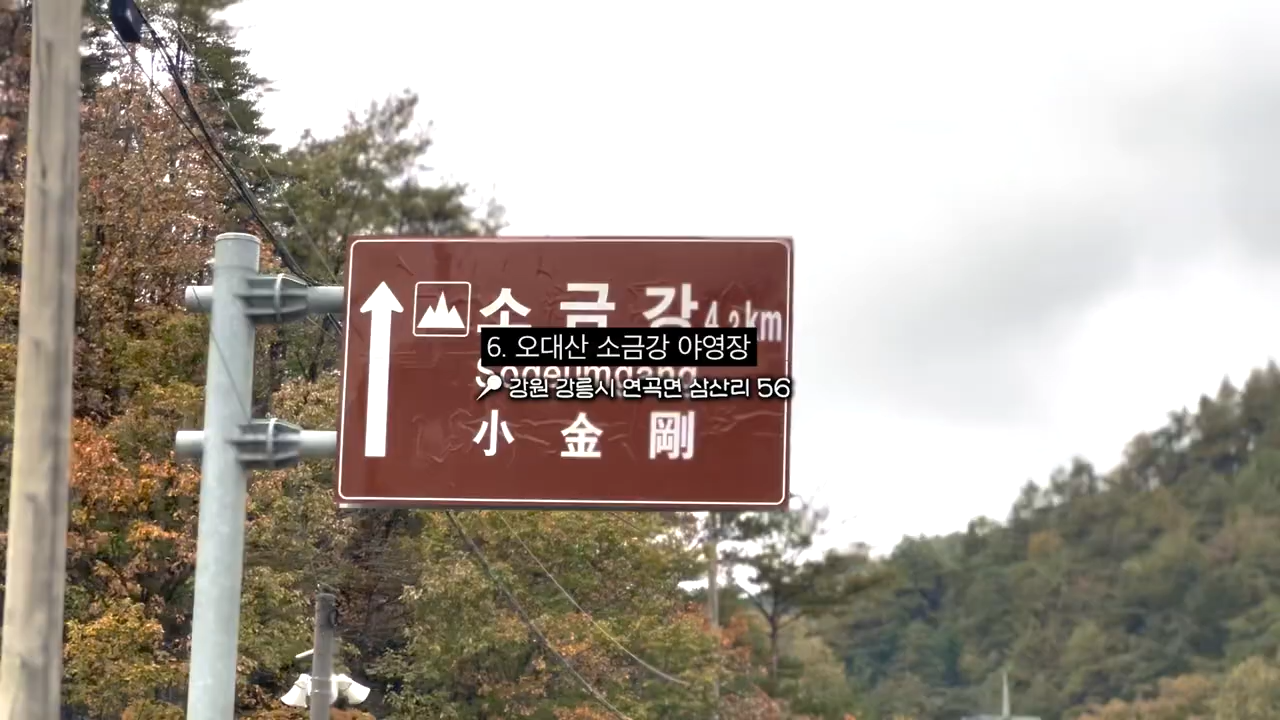 소금강 4.2km
6. 오대산 소금강 야영장
Sogeumgang
강원 강릉시 연곡면 삼산리 56
小金剛